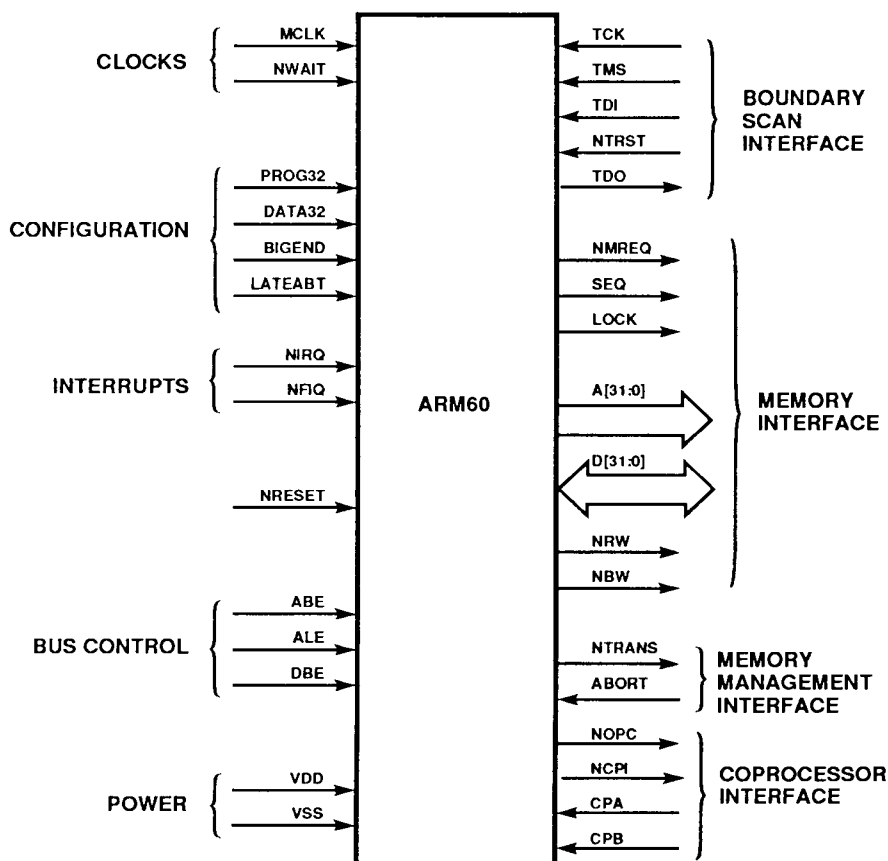 CLOCKS
MCLK
NWAIT
CONFIGURATION
PROG32
DATA32
BIGEND
LATEABT
INTERRUPTS
NIRQ
NFIQ
NRESET
BUS CONTROL
ABE
ALE
DBE
POWER
VDD
VSS
ARM60
TCK
TMS
TDI
NTRST
TDO
BOUNDARY
SCAN
INTERFACE
NMREQ
SEQ
LOCK
A[31:0]
D[31:0]
NRW
NBW
MEMORY
INTERFACE
NTRANS
ABORT
MEMORY
MANAGEMENT
INTERFACE
NOPC
NCPI
CPA
CPB
COPROCESSOR
INTERFACE